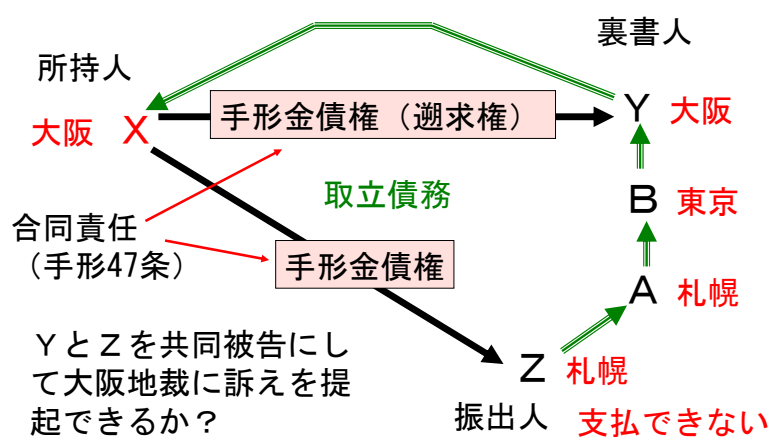 裏書人
所持人
大阪 X
手形金債権(遡求権)
Y 大阪
取立債務
B 東京
合同責任
(手形47条)
手形金債権
A 札幌
YとZを共同被告にし
て大阪地裁に訴えを提
起できるか?
Z 札幌
振出人
支払できない